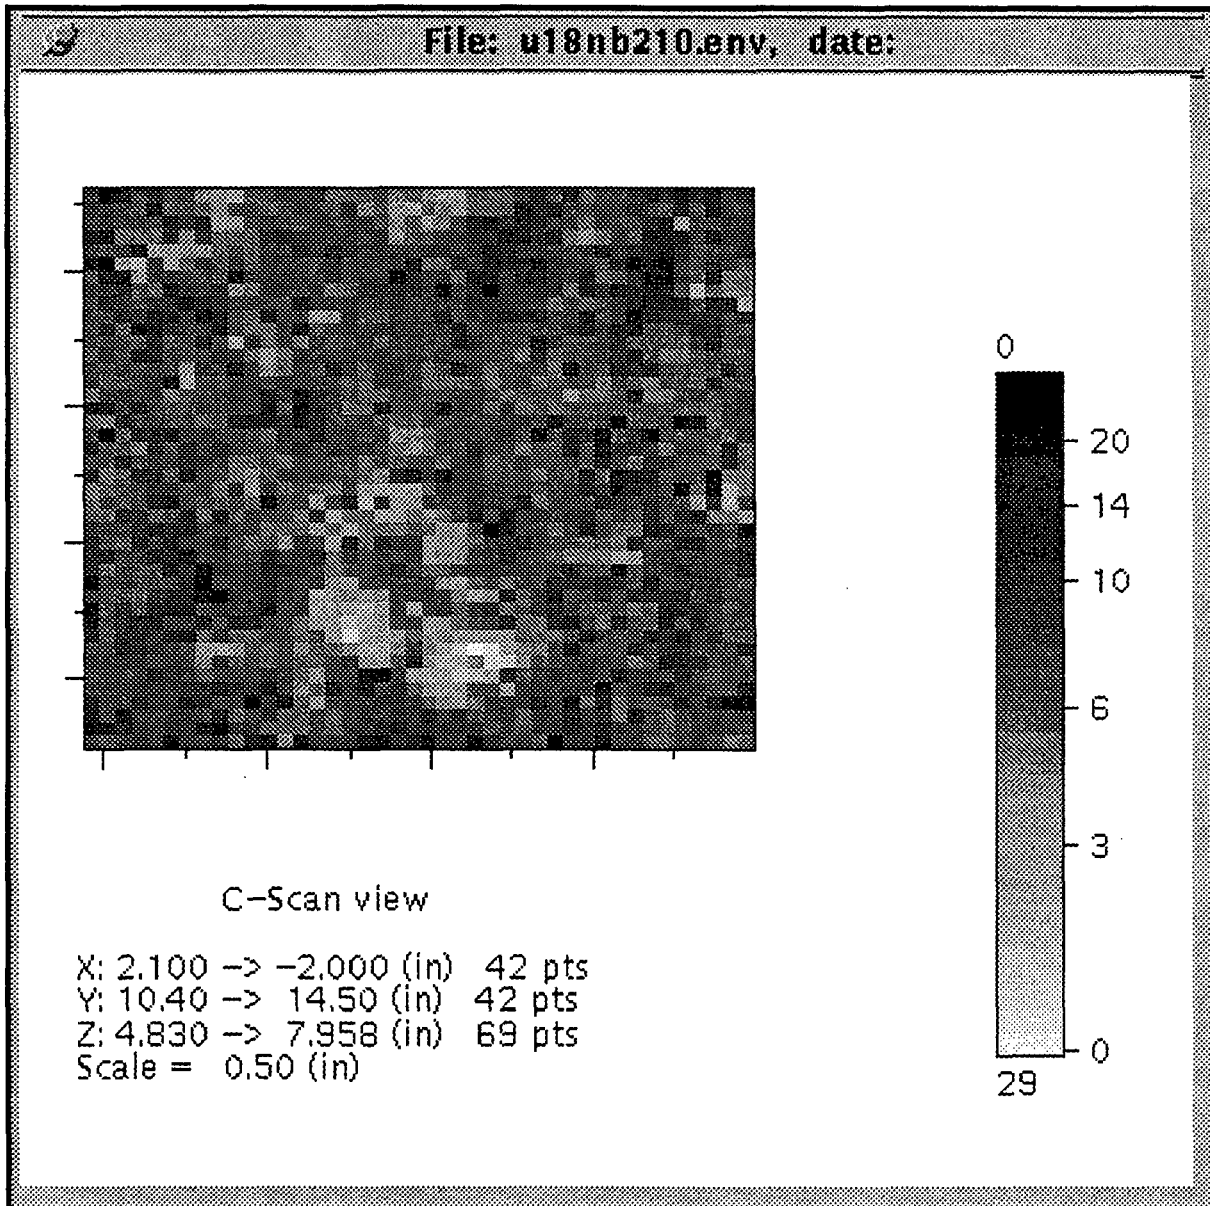 File: u18nb210.env, date:
0
20
14
10
6
3
0
29
C-Scan view
X: 2.100 -> -2.000 (in) 42 pts
Y: 10.40 -> 14.50 (in) 42 pts
Z: 4.830 -> 7.958 (in) 69 pts
Scale = 0.50 (in)